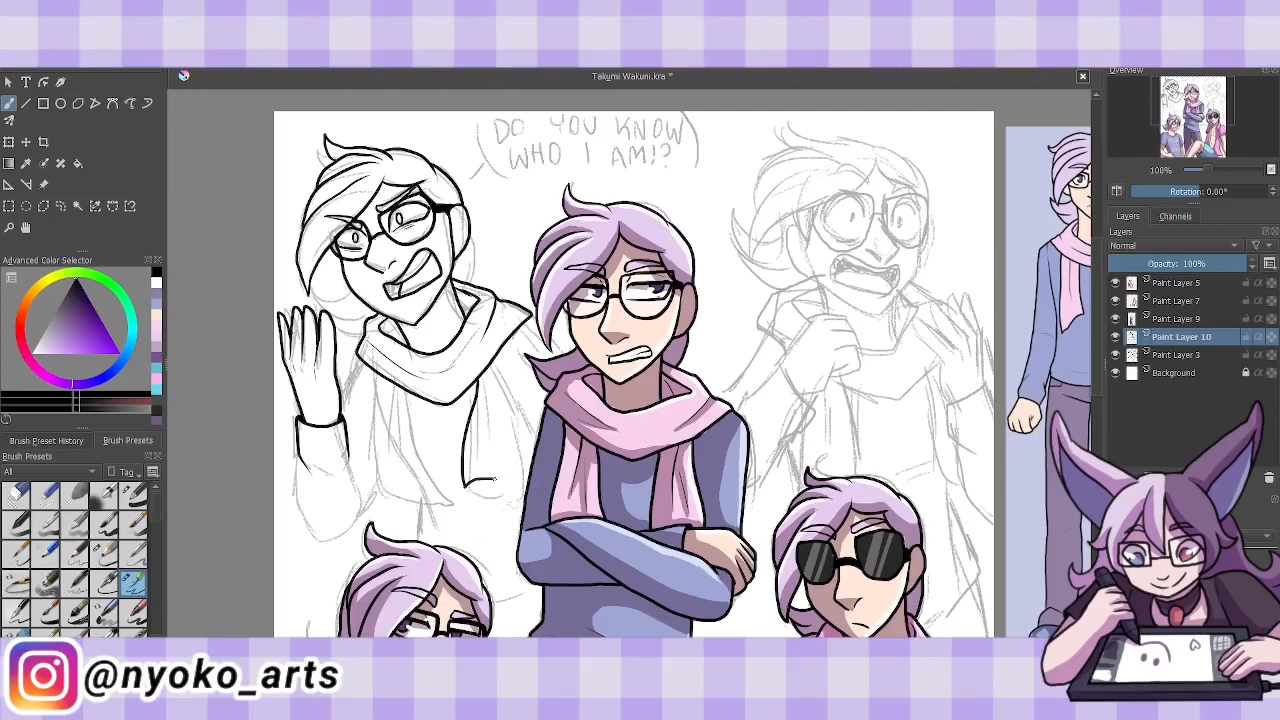 Takumi Wakuni.kra *
Overview
DO YOU KNOW
WHO I AM!?
100%
Rotation: 0.00°
Layers
Channels
Layers
Normal
Opacity: 100%
Advanced Color Selector
Paint Layer 5
Paint Layer 7
Paint Layer 9
Paint Layer 10
Paint Layer 3
Background
Brush Preset History
Brush Presets
Brush Presets
All
Tag
@nyoko_arts